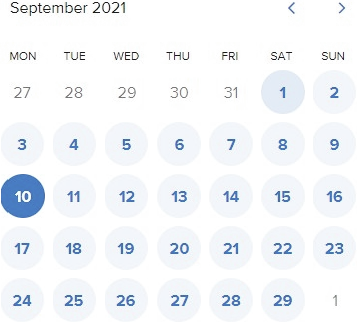 September 2021
MON TUE WED THU FRI SAT SUN
27 28 29 30 31 1 2
3 4 5 6 7 8 9
10 11 12 13 14 15 16
17 18 19 20 21 22 23
24 25 26 27 28 29 1